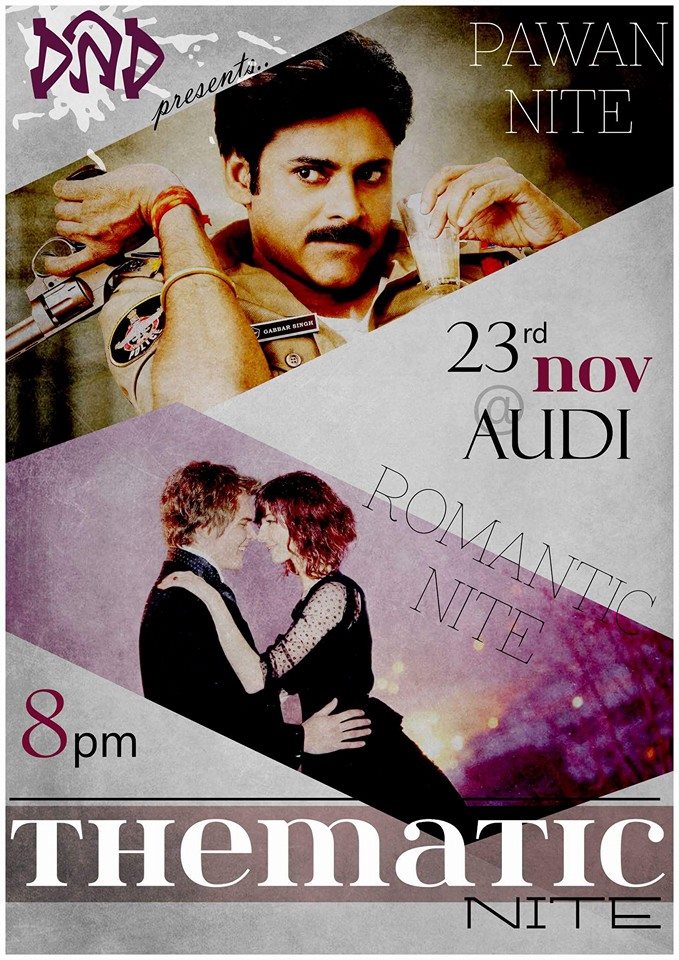 DND
presents..
PAWAN
NITE
GABBAR SINGH
23rd
nov
@
AUDI
ROMANTIC
NITE
8pm
THematic
NITE